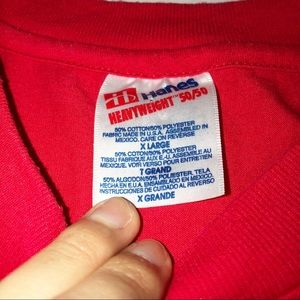 Hanes
HEAVYWEIGHT™ 50/50
50% COTTON/50% POLYESTER
FABRIC MADE IN U.S.A. ASSEMBLED IN
MEXICO. CARE ON REVERSE
X LARGE
50% COTON/50% POLYESTER
TISSU FABRIQUE AUX E.-U. ASSEMBLE AU
MEXIQUE, VOIR VERSO POUR ENTRETIEN
T GRAND
50% ALGODON/50% POLYESTER, TELA
HECHA EN E.U.A. ENSAMBLADO EN MEXICO.
INSTRUCCIONES DE CUIDADO AL REVERSO
X GRANDE